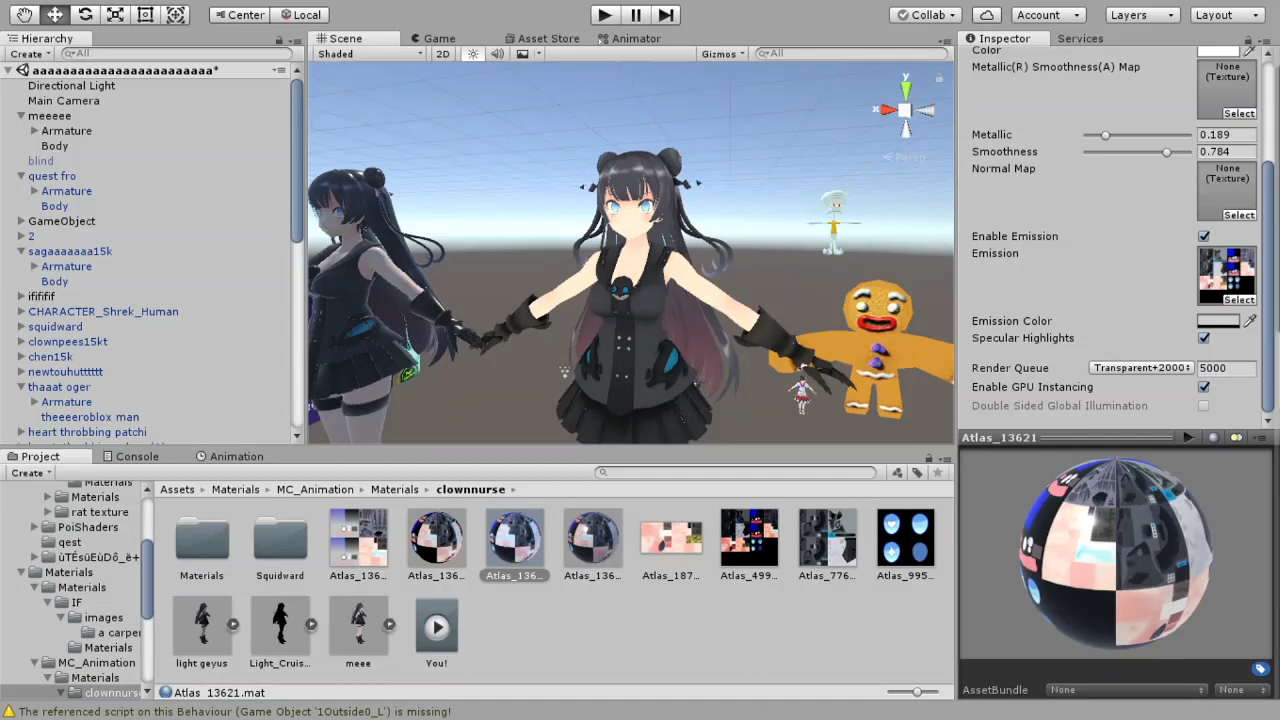 Center Local Collab Account Layers Layout
Hierarchy Scene Game Asset Store Animator Inspector Services
Create All Shaded 2D Gizmos All
aaaaaaaaaaaaaaaaaaaaaaaa*
Directional Light
Main Camera
meeeee
Armature
Body
blind
quest fro
Armature
Body
GameObject
2
sagaaaaaaa15k
Armature
Body
ififififif
CHARACTER_Shrek_Human
squidward
clownpees15kt
chen15k
newtouhuttttttt
thaaat oger
Armature
theeeeroblox man
heart throbbing patchi
y
x
Persp
Color
Metallic(R) Smoothness(A) Map
None
(Texture)
Select
Metallic 0.189
Smoothness 0.784
Normal Map
None
(Texture)
Select
Enable Emission
Emission
Select
Emission Color
Specular Highlights
Render Queue Transparent+2000 5000
Enable GPU Instancing
Double Sided Global Illumination
Atlas_13621
Project Console Animation
Create
Materials
Materials
rat texture
PoiShaders
qest
Materials
Materials
IF
images
a carper
Materials
MC_Animation
Materials
clownnurse
Assets Materials MC_Animation Materials clownnurse
Materials Squidward Atlas_136... Atlas_136... Atlas_136... Atlas_136... Atlas_187... Atlas_499... Atlas_776... Atlas_995...
light geyus Light_Cruis... meee You!
Atlas_13621.mat
AssetBundle None None
The referenced script on this Behaviour (Game Object '1Outside0_L') is missing!